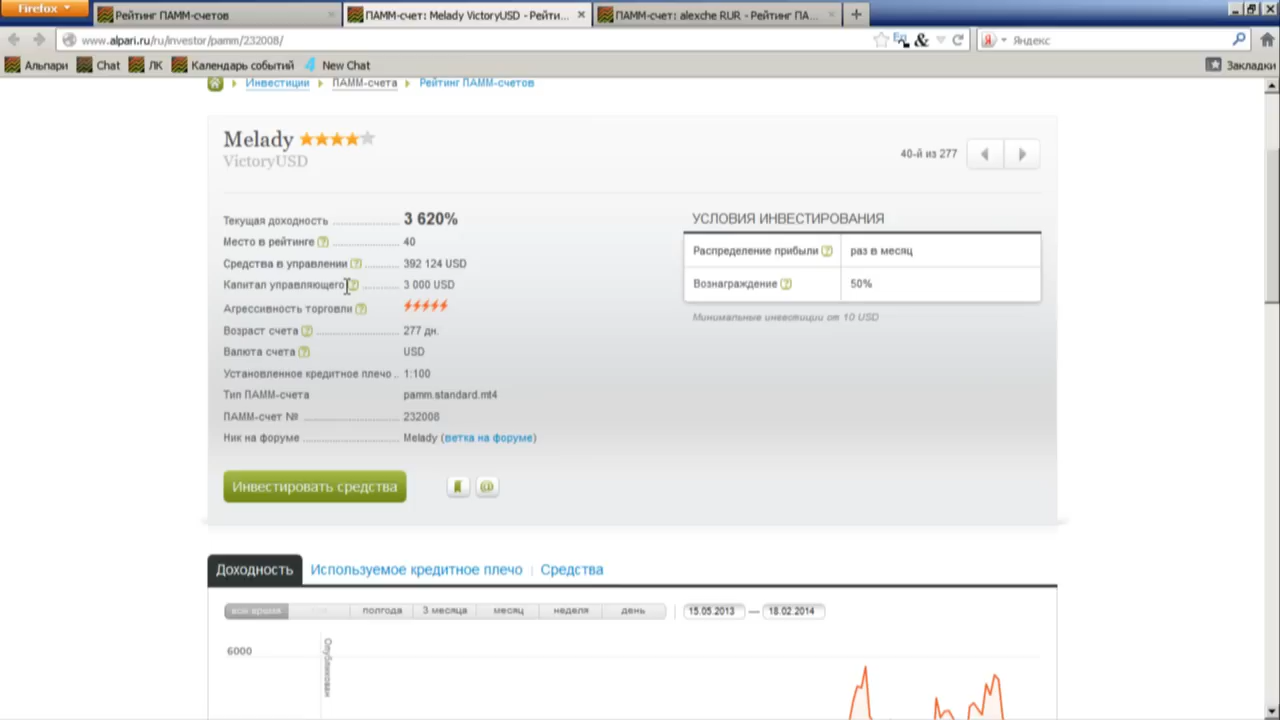 Firefox
Рейтинг ПАММ-счетов
ПАММ-счет: Melady VictoryUSD - Рейти...
ПАММ-счет: alexche RUR - Рейтинг ПА...
www.alpari.ru/ru/investor/pamm/232008/
Яндекс
Альпари
Chat
ЛК
Календарь событий
New Chat
Закладки
Инвестиции
ПАММ-счета
Рейтинг ПАММ-счетов
Melady
VictoryUSD
40-й из 277
Текущая доходность 3 620%
Место в рейтинге 40
Средства в управлении 392 124 USD
Капитал управляющего 3 000 USD
Агрессивность торговли
Возраст счета 277 дн.
Валюта счета USD
Установленное кредитное плечо .. 1:100
Тип ПАММ-счета pamm.standard.mt4
ПАММ-счет № 232008
Ник на форуме Melady (ветка на форуме)
УСЛОВИЯ ИНВЕСТИРОВАНИЯ
Распределение прибыли раз в месяц
Вознаграждение 50%
Минимальные инвестиции от 10 USD
Инвестировать средства
Доходность
Используемое кредитное плечо
Средства
все время
полгода
3 месяца
месяц
неделя
день
15.05.2013 — 18.02.2014
6000
Опубликован